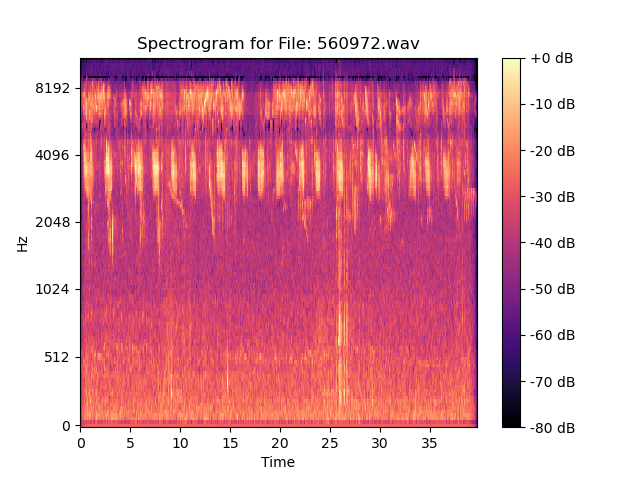 Spectrogram for File: 560972.wav
Hz
8192
4096
2048
1024
512
0
0 5 10 15 20 25 30 35
Time
+0 dB
-10 dB
-20 dB
-30 dB
-40 dB
-50 dB
-60 dB
-70 dB
-80 dB